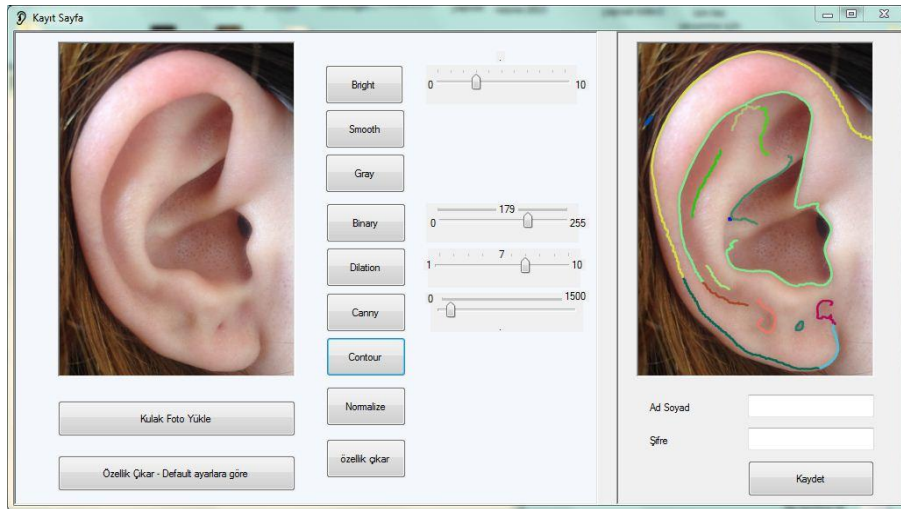 Kayıt Sayfa
Bright
0
10
Smooth
Gray
Binary
0
179
255
Dilation
1
7
10
Canny
0
1500
Contour
Normalize
özellik çıkar
Kulak Foto Yükle
Özellik Çıkar - Default ayarlara göre
Ad Soyad
Şifre
Kaydet